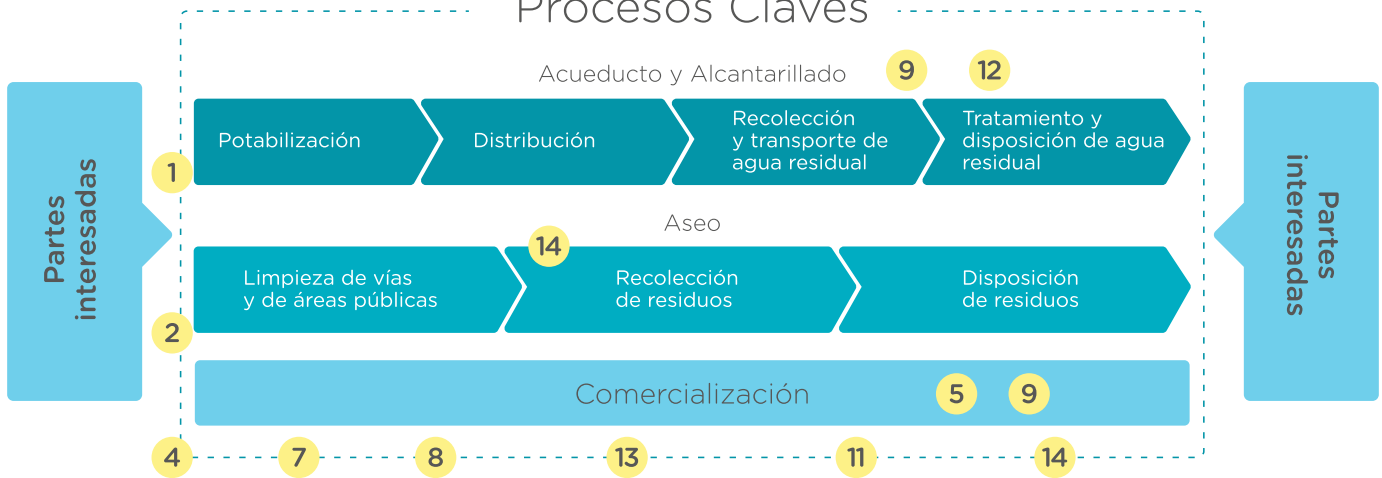 Procesos Claves
Acueducto y Alcantarillado
9
12
Potabilización
Distribución
Recolección
y transporte de
agua residual
Tratamiento y
disposición de agua
residual
1
Partes
interesadas
Partes
interesadas
Aseo
14
Limpieza de vías
y de áreas públicas
Recolección
de residuos
Disposición
de residuos
2
Comercialización
5
9
4
7
8
13
11
14